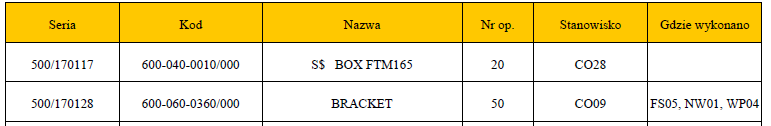 Seria Kod Nazwa Nr op. Stanowisko Gdzie wykonano
500/170117 600-040-0010/000 S$ BOX FTM165 20 CO28
500/170128 600-060-0360/000 BRACKET 50 CO09 FS05, NW01, WP04